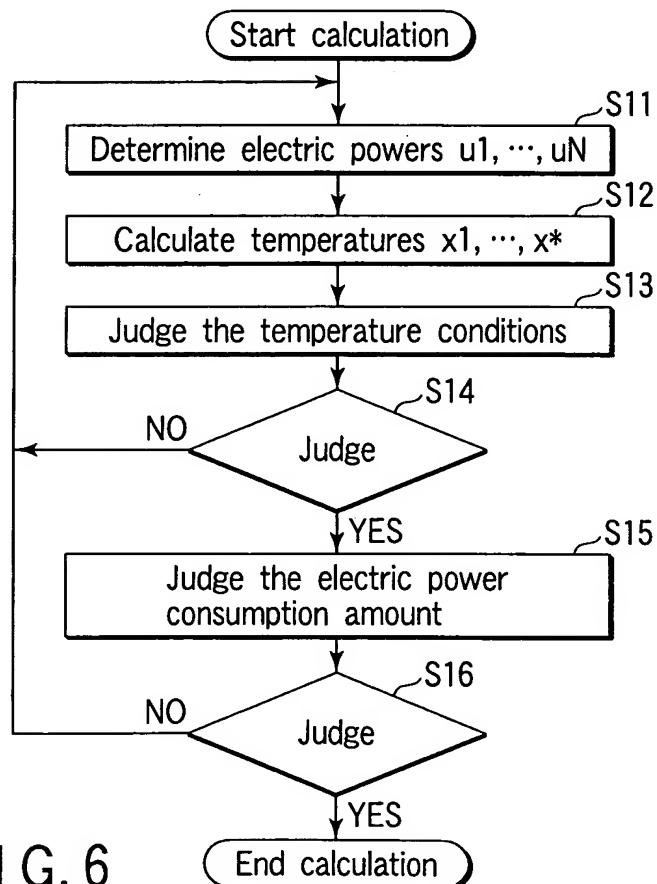 Start calculation
S11
Determine electric powers u1, ···, uN
S12
Calculate temperatures x1, ···, x*
S13
Judge the temperature conditions
S14
NO
Judge
YES
S15
Judge the electric power
consumption amount
S16
NO
Judge
YES
G. 6
End calculation